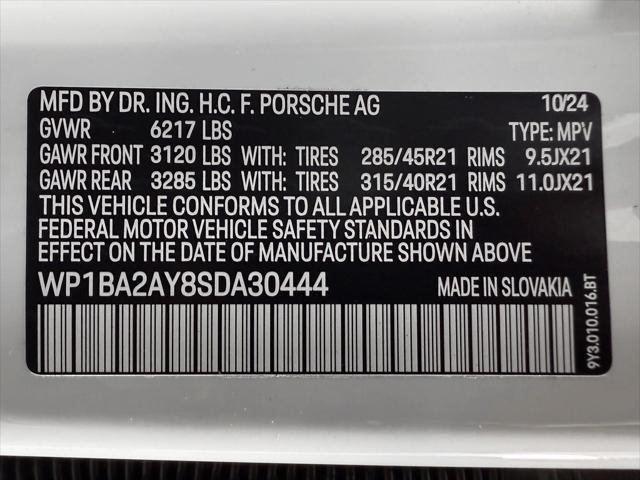 MFD BY DR. ING. H.C. F. PORSCHE AG 10/24
GVWR 6217 LBS TYPE: MPV
GAWR FRONT 3120 LBS WITH: TIRES 285/45R21 RIMS 9.5JX21
GAWR REAR 3285 LBS WITH: TIRES 315/40R21 RIMS 11.0JX21
THIS VEHICLE CONFORMS TO ALL APPLICABLE U.S.
FEDERAL MOTOR VEHICLE SAFETY STANDARDS IN
EFFECT ON THE DATE OF MANUFACTURE SHOWN ABOVE.
WP1BA2AY8SDA30444 MADE IN SLOVAKIA
9Y3.010.016.BT